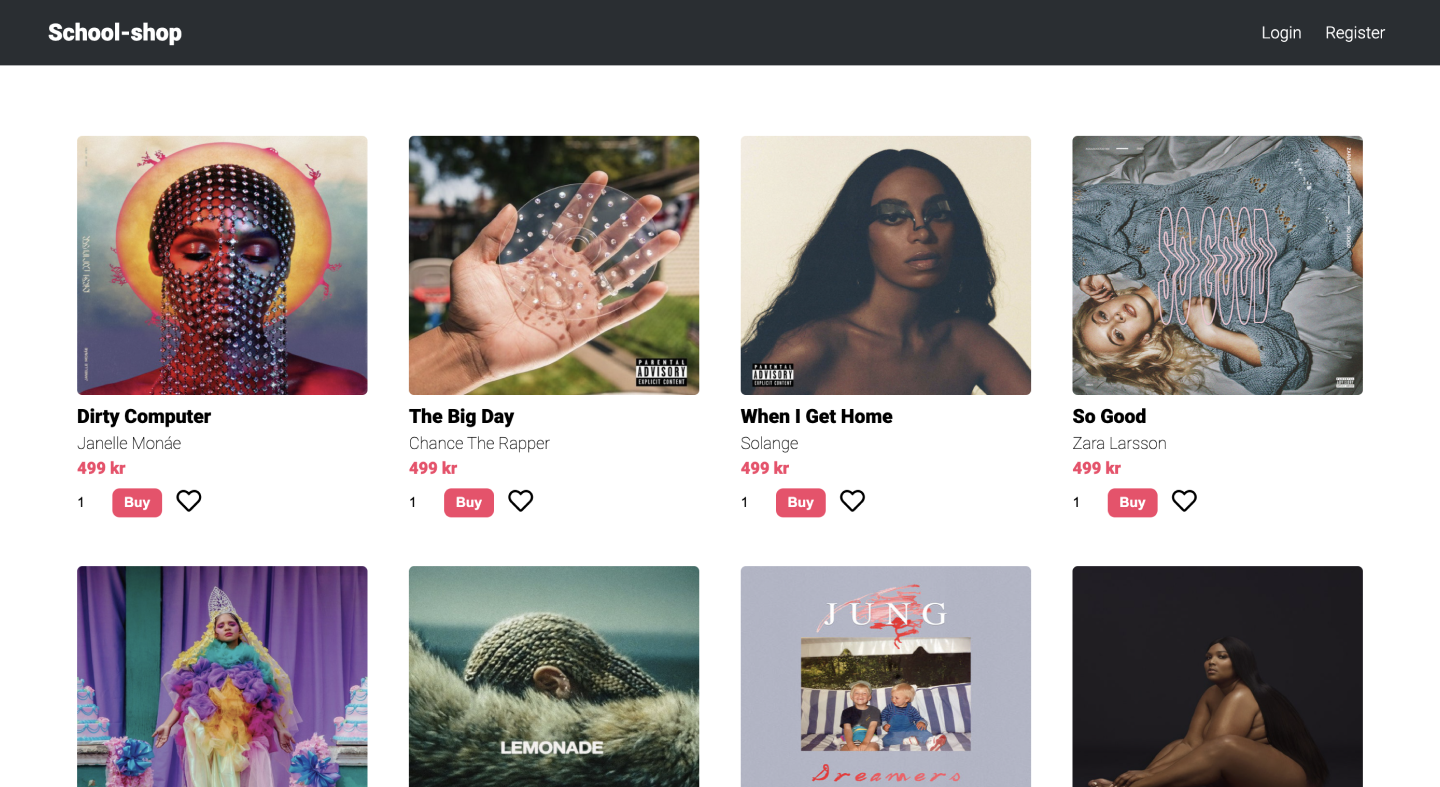 School-shop
Login Register
SO GOOD
PARENTAL
ADVISORY
EXPLICIT CONTENT
PARENTAL
ADVISORY
EXPLICIT CONTENT
Dirty Computer
The Big Day
When I Get Home
So Good
Janelle Monáe
Chance The Rapper
Solange
Zara Larsson
499 kr
499 kr
499 kr
499 kr
1 Buy
1 Buy
1 Buy
1 Buy
JUNG
LEMONADE
Dreamers